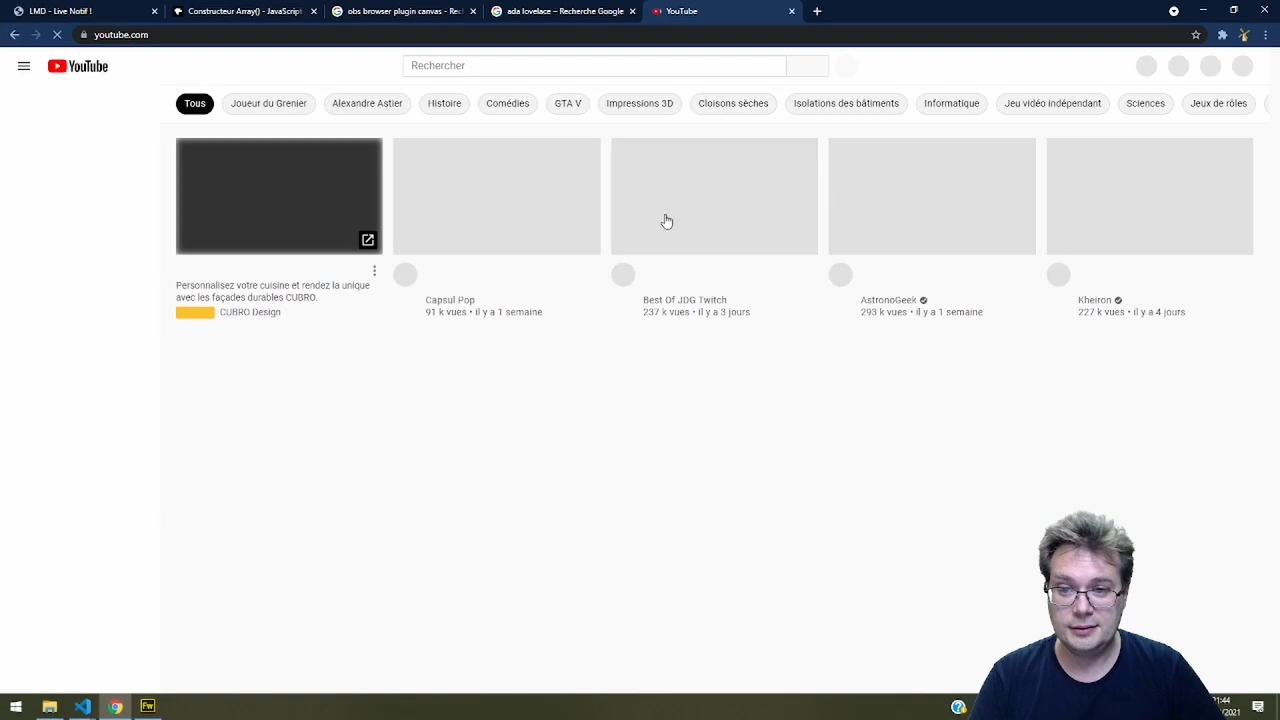 LMD - Live Notif !
Constructeur Array() - JavaScript
obs browser plugin canvas - Rec
ada lovelace – Recherche Google
YouTube
youtube.com
YouTube
Rechercher
Tous
Joueur du Grenier
Alexandre Astier
Histoire
Comédies
GTA V
Impressions 3D
Cloisons sèches
Isolations des bâtiments
Informatique
Jeu vidéo indépendant
Sciences
Jeux de rôles
Personnalisez votre cuisine et rendez la unique
avec les façades durables CUBRO.
CUBRO Design
Capsul Pop
91 k vues • il y a 1 semaine
Best Of JDG Twitch
237 k vues • il y a 3 jours
AstronoGeek
293 k vues • il y a 1 semaine
Kheiron
227 k vues • il y a 4 jours
Fw
:44
/2021